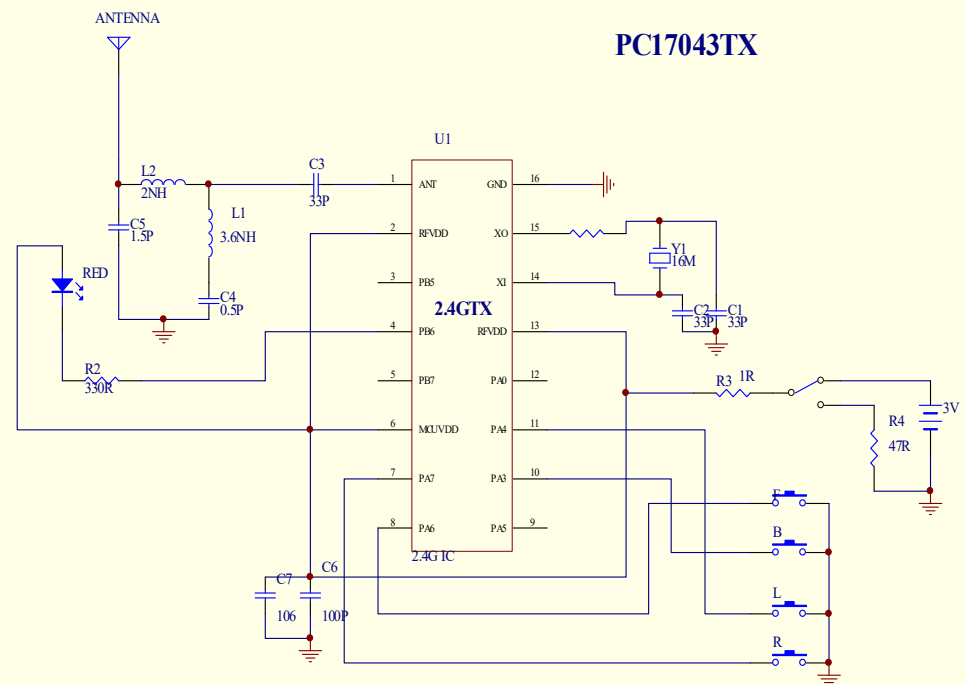 ANTENNA
PC17043TX
U1
L2
2NH
C3
33P
1 ANT GND 16
C5
1.5P
L1
3.6NH
2 RFVDD XO 15
Y1
16M
RED
3 PB5 XI 14
C4
0.5P
2.4GTX
C2
33P
C1
33P
4 PB6 RFVDD 13
R2
330R
5 PB7 PA0 12
R3 1R
3V
R4
47R
6 MCUVDD PA4 11
7 PA7 PA3 10
F
8 PA6 PA5 9
B
2.4G IC
C7
106
C6
100P
L
R